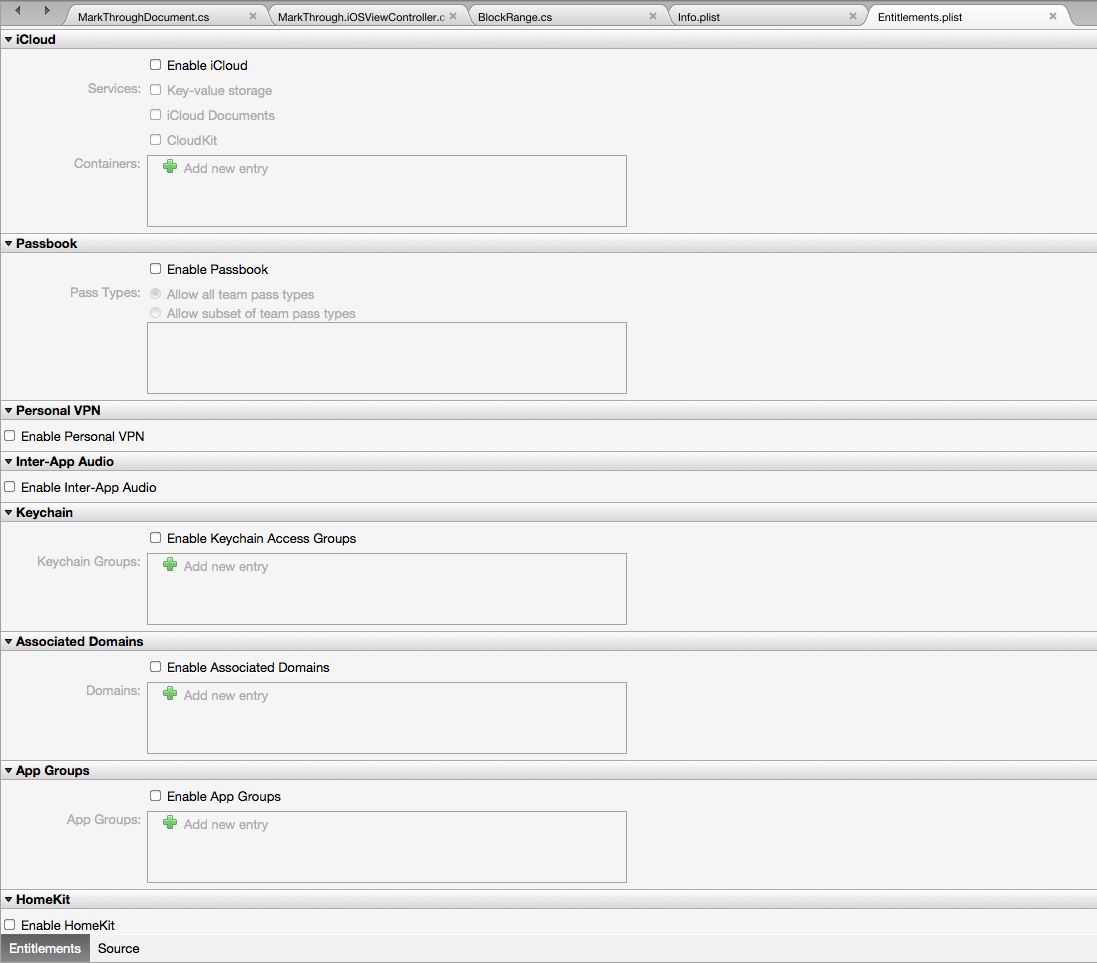 MarkThroughDocument.cs
MarkThrough.iOSViewController.c
BlockRange.cs
Info.plist
Entitlements.plist
iCloud
Enable iCloud
Services:
Key-value storage
iCloud Documents
CloudKit
Containers:
Add new entry
Passbook
Enable Passbook
Pass Types:
Allow all team pass types
Allow subset of team pass types
Personal VPN
Enable Personal VPN
Inter-App Audio
Enable Inter-App Audio
Keychain
Enable Keychain Access Groups
Keychain Groups:
Add new entry
Associated Domains
Enable Associated Domains
Domains:
Add new entry
App Groups
Enable App Groups
App Groups:
Add new entry
HomeKit
Enable HomeKit
Entitlements
Source